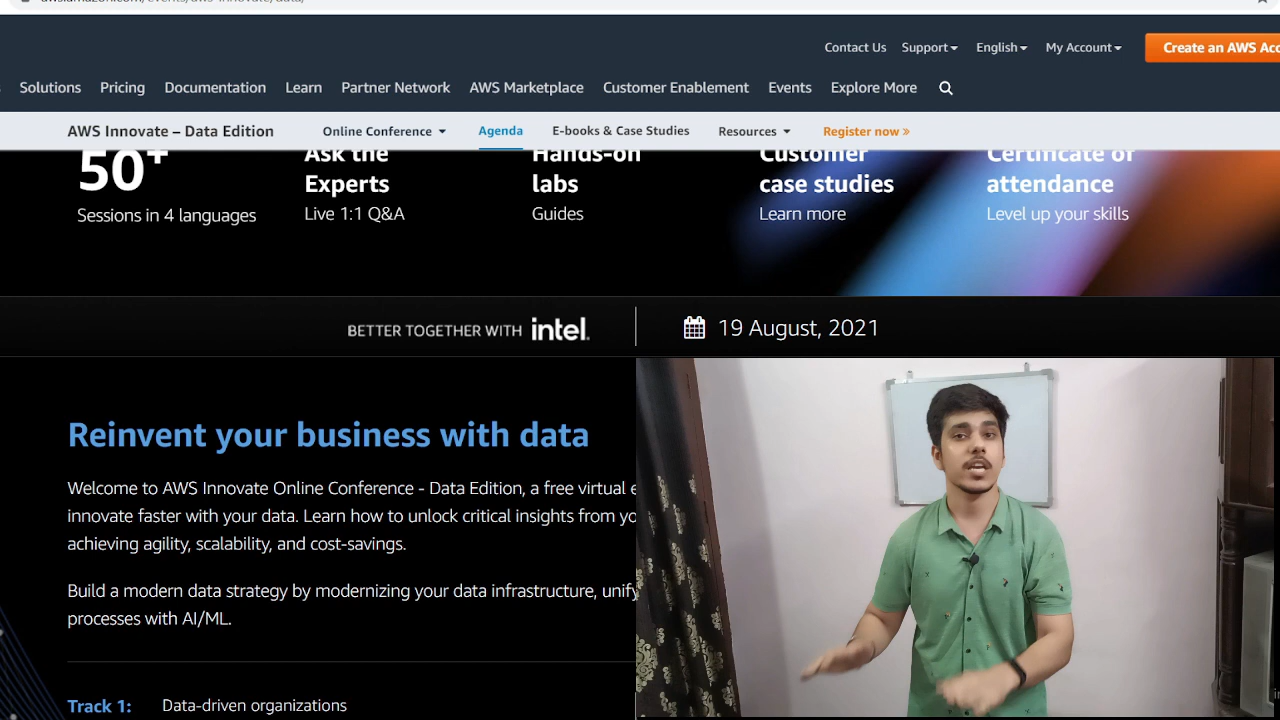 Contact Us Support English My Account Create an AWS Acc
Solutions Pricing Documentation Learn Partner Network AWS Marketplace Customer Enablement Events Explore More
AWS Innovate – Data Edition Online Conference Agenda E-books & Case Studies Resources Register now »
50+
Sessions in 4 languages
Ask the
Experts
Live 1:1 Q&A
Hands-on
labs
Guides
Customer
case studies
Learn more
Certificate of
attendance
Level up your skills
BETTER TOGETHER WITH intel. 19 August, 2021
Reinvent your business with data
Welcome to AWS Innovate Online Conference - Data Edition, a free virtual e
innovate faster with your data. Learn how to unlock critical insights from yo
achieving agility, scalability, and cost-savings.
Build a modern data strategy by modernizing your data infrastructure, unify
processes with AI/ML.
Track 1: Data-driven organizations